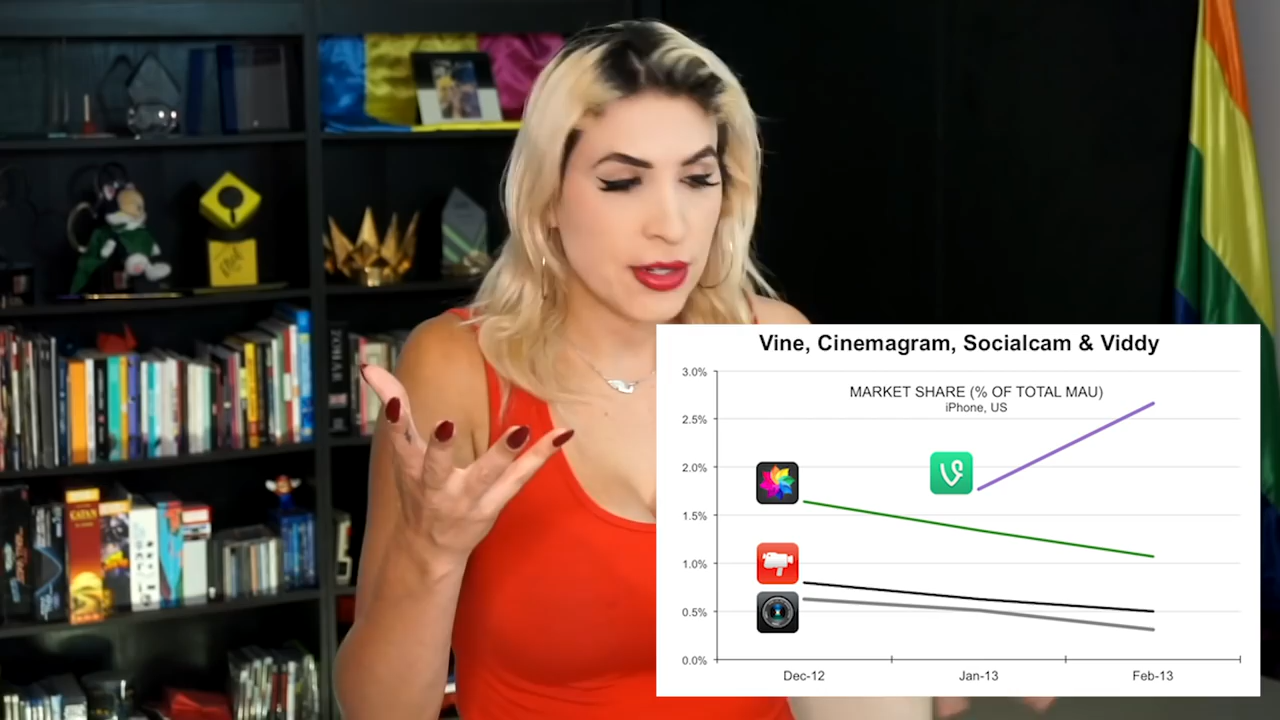 CATAN
Vine, Cinemagram, Socialcam & Viddy
MARKET SHARE (% OF TOTAL MAU)
iPhone, US
3.0%
2.5%
2.0%
1.5%
1.0%
0.5%
0.0%
Dec-12
Jan-13
Feb-13